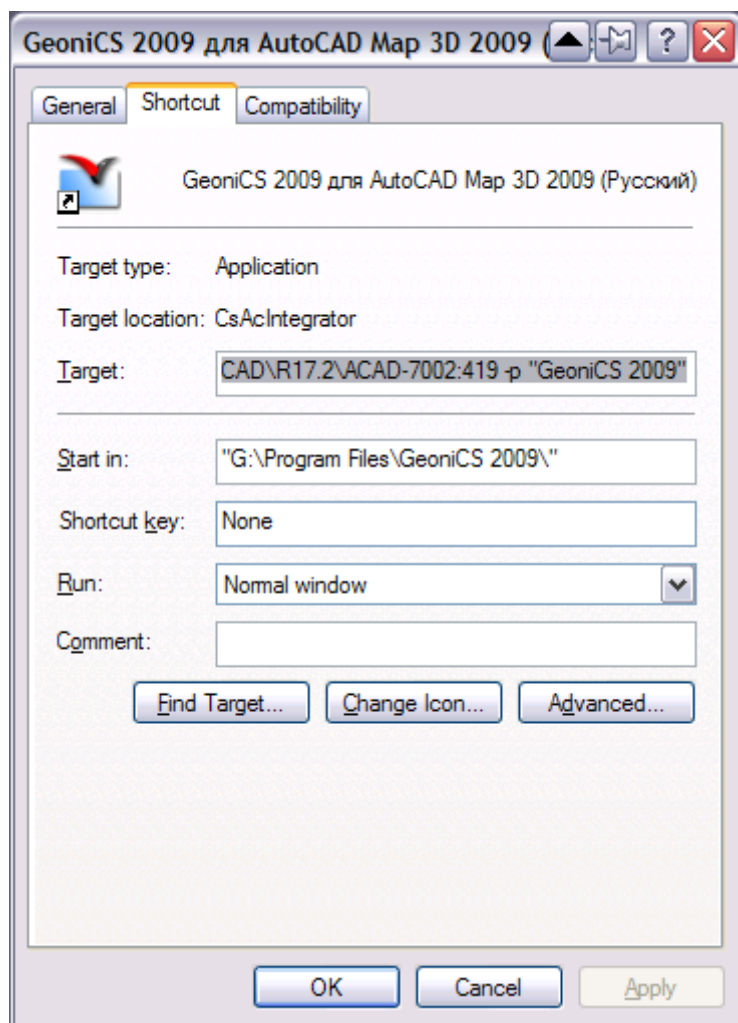 GeoniCS 2009 для AutoCAD Map 3D 2009 (
General Shortcut Compatibility
GeoniCS 2009 для AutoCAD Map 3D 2009 (Русский)
Target type: Application
Target location: CsAcIntegrator
Target: CAD\R17.2\ACAD-7002:419 -p "GeoniCS 2009"
Start in: "G:\Program Files\GeoniCS 2009\"
Shortcut key: None
Run: Normal window
Comment:
Find Target... Change Icon... Advanced...
OK Cancel Apply